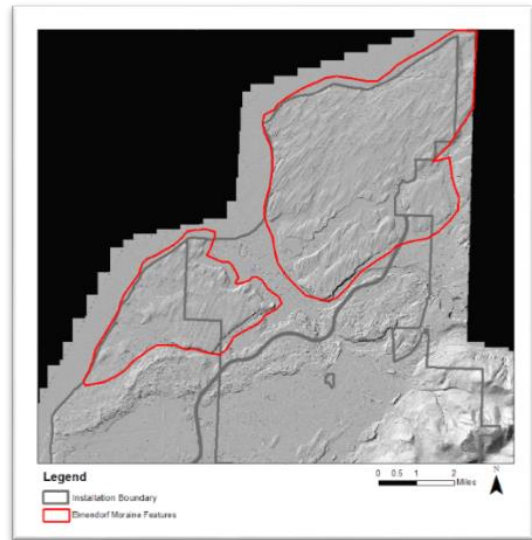 Legend
Installation Boundary
Elmendorf Moraine Features
0 0.5 1 2
Miles
N